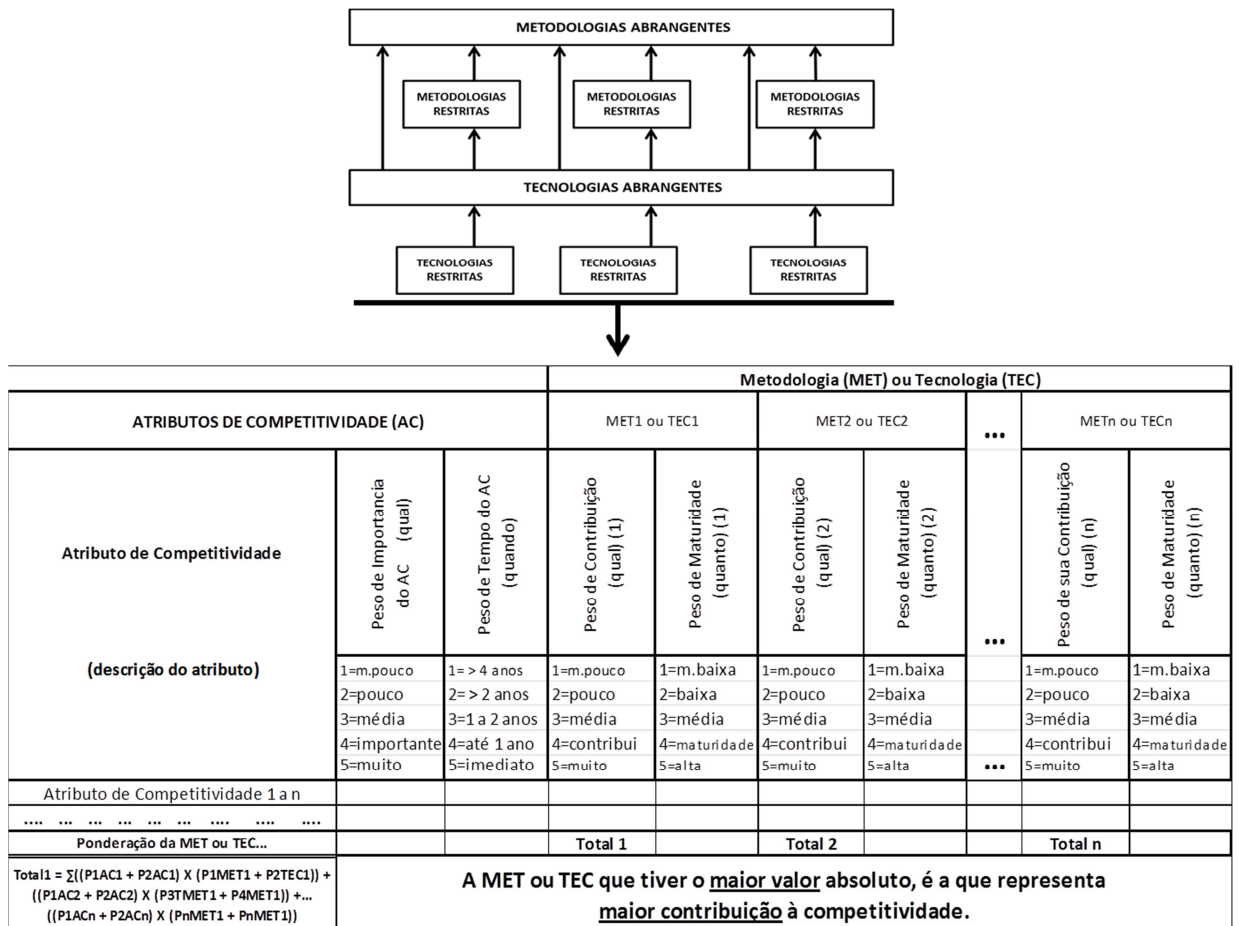 METODOLOGIAS ABRANGENTES
METODOLOGIAS RESTRITAS
METODOLOGIAS RESTRITAS
METODOLOGIAS RESTRITAS
TECNOLOGIAS ABRANGENTES
TECNOLOGIAS RESTRITAS
TECNOLOGIAS RESTRITAS
TECNOLOGIAS RESTRITAS
Metodologia (MET) ou Tecnologia (TEC)
ATRIBUTOS DE COMPETITIVIDADE (AC)
MET1 ou TEC1
MET2 ou TEC2
...
METn ou TECn
Atributo de Competitividade
(descrição do atributo)
Peso de Importancia do AC (qual)
Peso de Tempo do AC (quando)
Peso de Contribuição (qual) (1)
Peso de Maturidade (quanto) (1)
Peso de Contribuição (qual) (2)
Peso de Maturidade (quanto) (2)
...
Peso de sua Contribuição (qual) (n)
Peso de Maturidade (quanto) (n)
1=m.pouco 1= > 4 anos 1=m.pouco 1=m.baixa 1=m.pouco 1=m.baixa 1=m.pouco 1=m.baixa
2=pouco 2= > 2 anos 2=pouco 2=baixa 2=pouco 2=baixa 2=pouco 2=baixa
3=média 3=1 a 2 anos 3=média 3=média 3=média 3=média 3=média 3=média
4=importante 4=até 1 ano 4=contribui 4=maturidade 4=contribui 4=maturidade 4=contribui 4=maturidade
5=muito 5=imediato 5=muito 5=alta 5=muito 5=alta ... 5=muito 5=alta
Atributo de Competitividade 1 a n
.... ... ... ... ... ... .... .... ....
Ponderação da MET ou TEC... Total 1 Total 2 Total n
Total1 = ∑((P1AC1 + P2AC1) X (P1MET1 + P2TEC1)) +
((P1AC2 + P2AC2) X (P3TMET1 + P4MET1)) +...
((P1ACn + P2ACn) X (PnMET1 + PnMET1))
A MET ou TEC que tiver o maior valor absoluto, é a que representa
maior contribuição à competitividade.